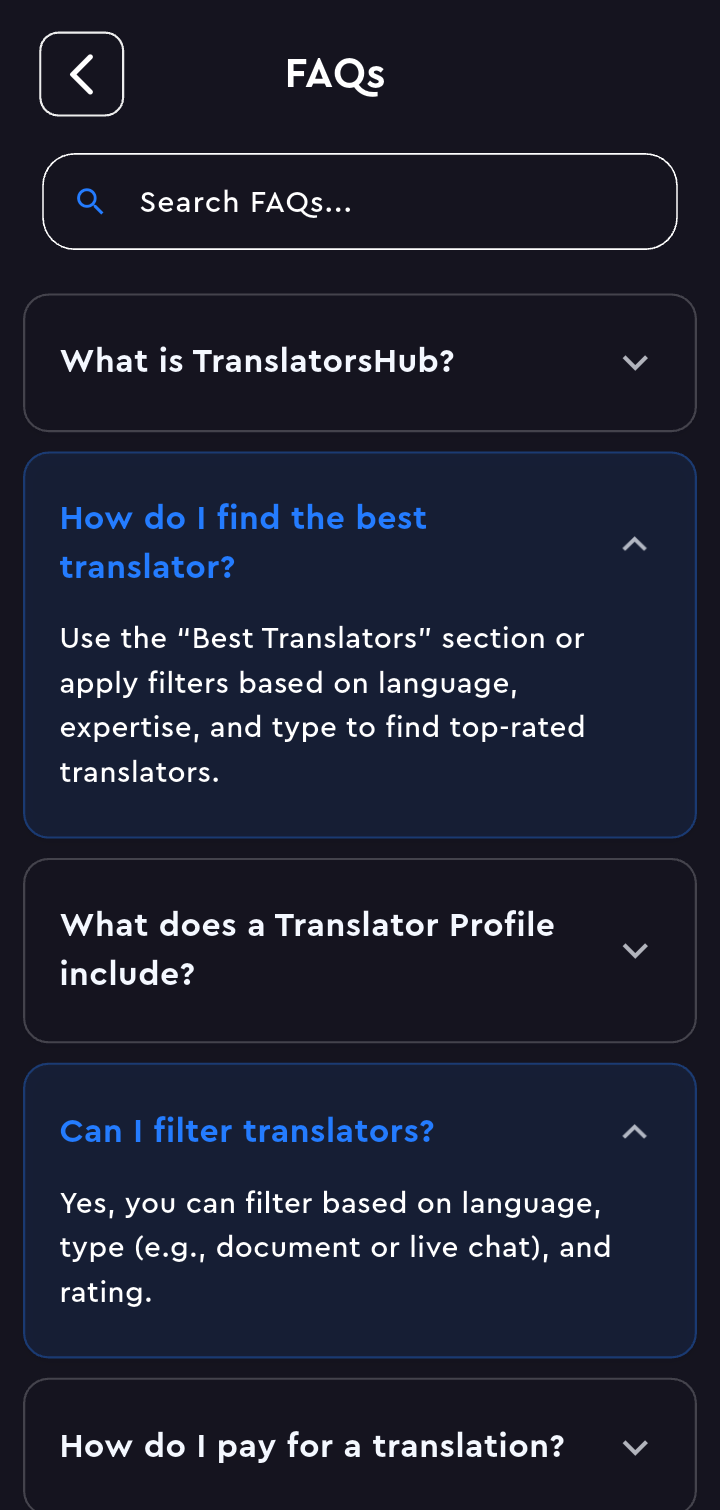 FAQs
Search FAQs...
What is TranslatorsHub?
How do I find the best
translator?
Use the “Best Translators” section or
apply filters based on language,
expertise, and type to find top-rated
translators.
What does a Translator Profile
include?
Can I filter translators?
Yes, you can filter based on language,
type (e.g., document or live chat), and
rating.
How do I pay for a translation?